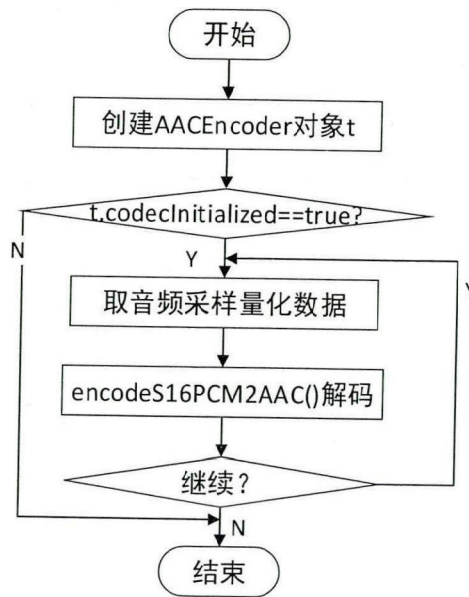 开始
创建AACEncoder对象t
t.codecInitialized==true?
N
Y
取音频采样量化数据
encodeS16PCM2AAC()解码
继续?
N
结束